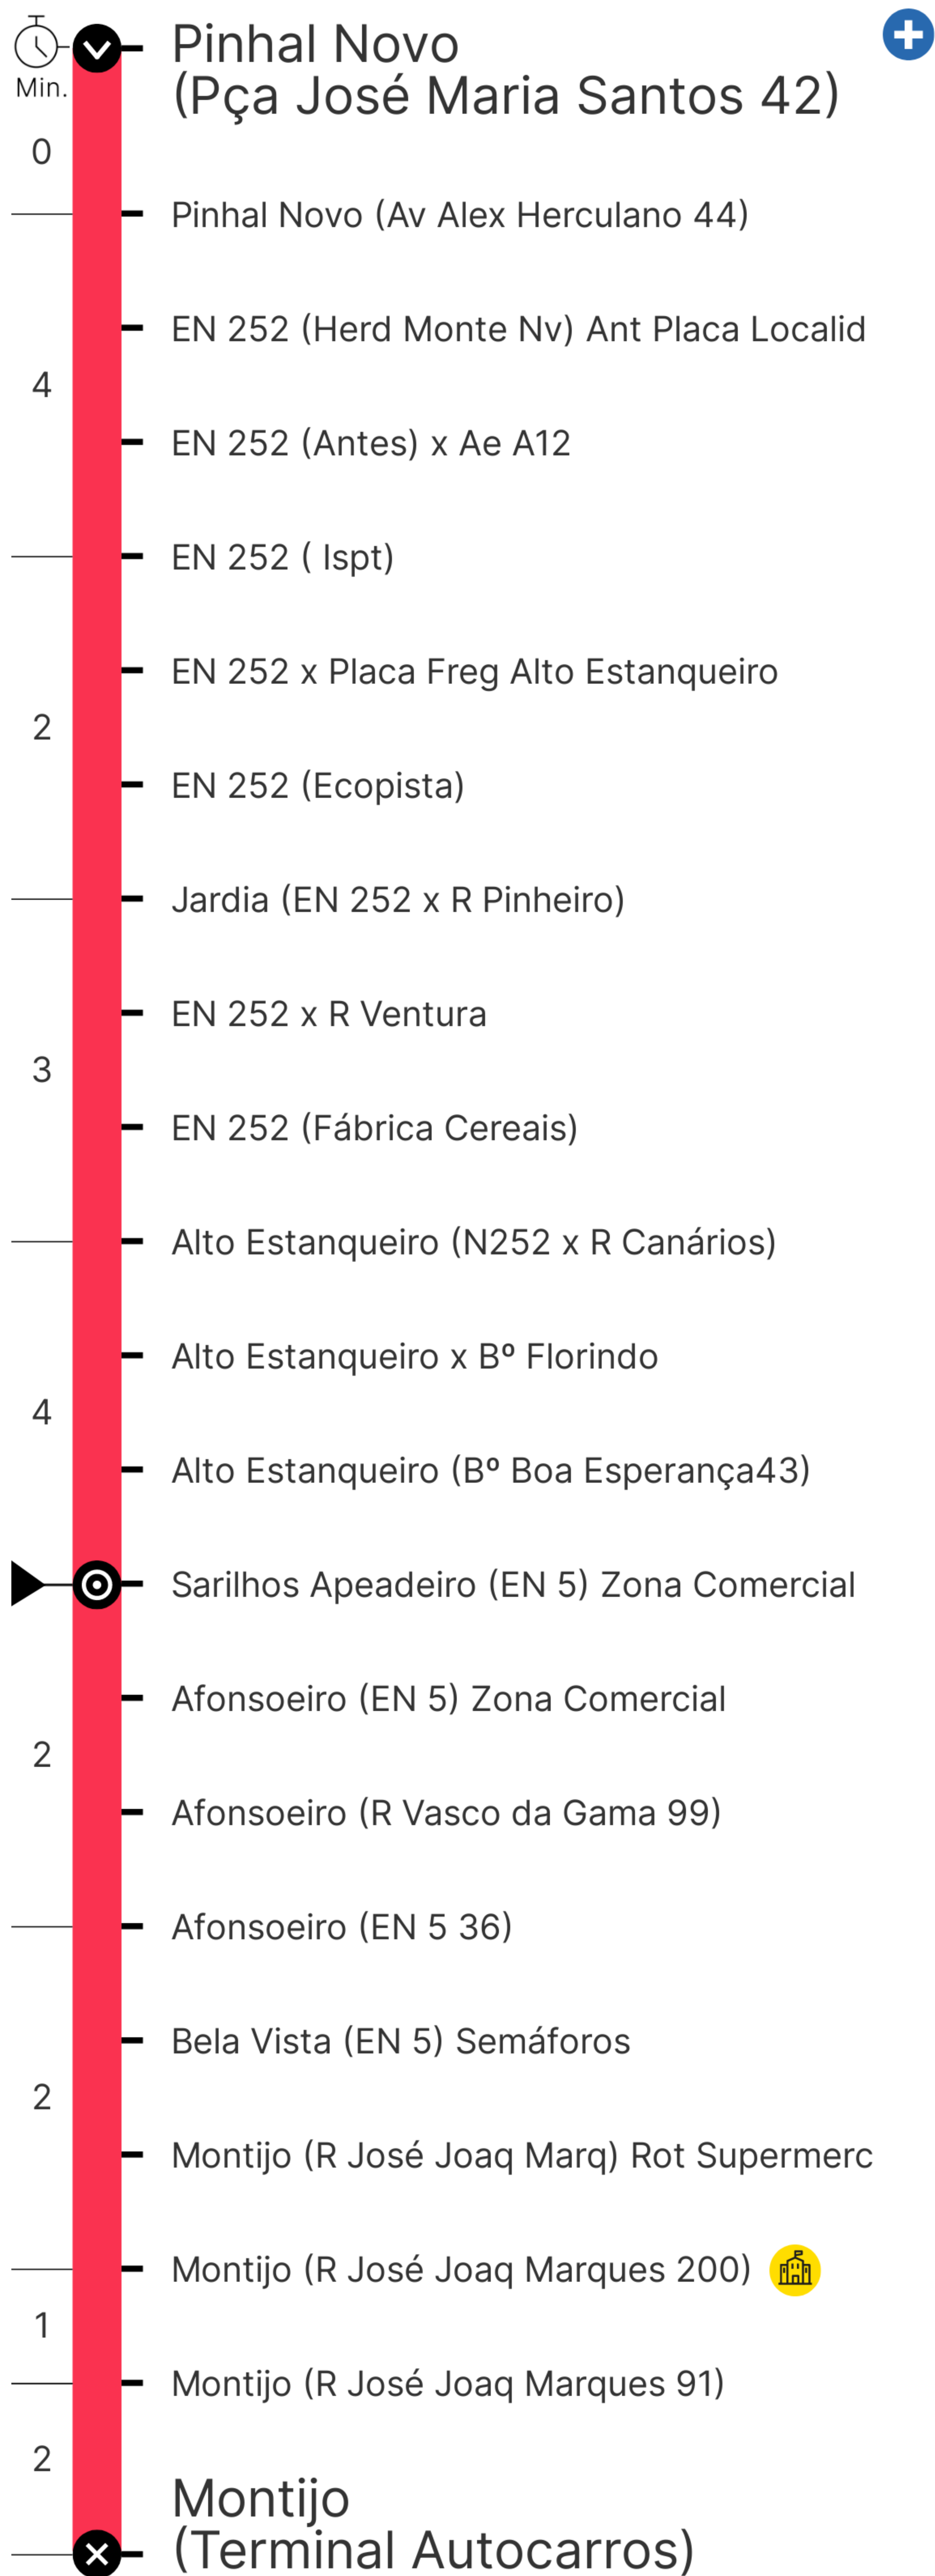 Pinhal Novo
(Pça José Maria Santos 42)
Min.
0
Pinhal Novo (Av Alex Herculano 44)
EN 252 (Herd Monte Nv) Ant Placa Localid
4
EN 252 (Antes) x Ae A12
EN 252 ( Ispt)
EN 252 x Placa Freg Alto Estanqueiro
2
EN 252 (Ecopista)
Jardia (EN 252 x R Pinheiro)
EN 252 x R Ventura
3
EN 252 (Fábrica Cereais)
Alto Estanqueiro (N252 x R Canários)
Alto Estanqueiro x Bº Florindo
4
Alto Estanqueiro (Bº Boa Esperança43)
Sarilhos Apeadeiro (EN 5) Zona Comercial
Afonsoeiro (EN 5) Zona Comercial
2
Afonsoeiro (R Vasco da Gama 99)
Afonsoeiro (EN 5 36)
Bela Vista (EN 5) Semáforos
2
Montijo (R José Joaq Marq) Rot Supermerc
Montijo (R José Joaq Marques 200)
1
Montijo (R José Joaq Marques 91)
2
Montijo
(Terminal Autocarros)